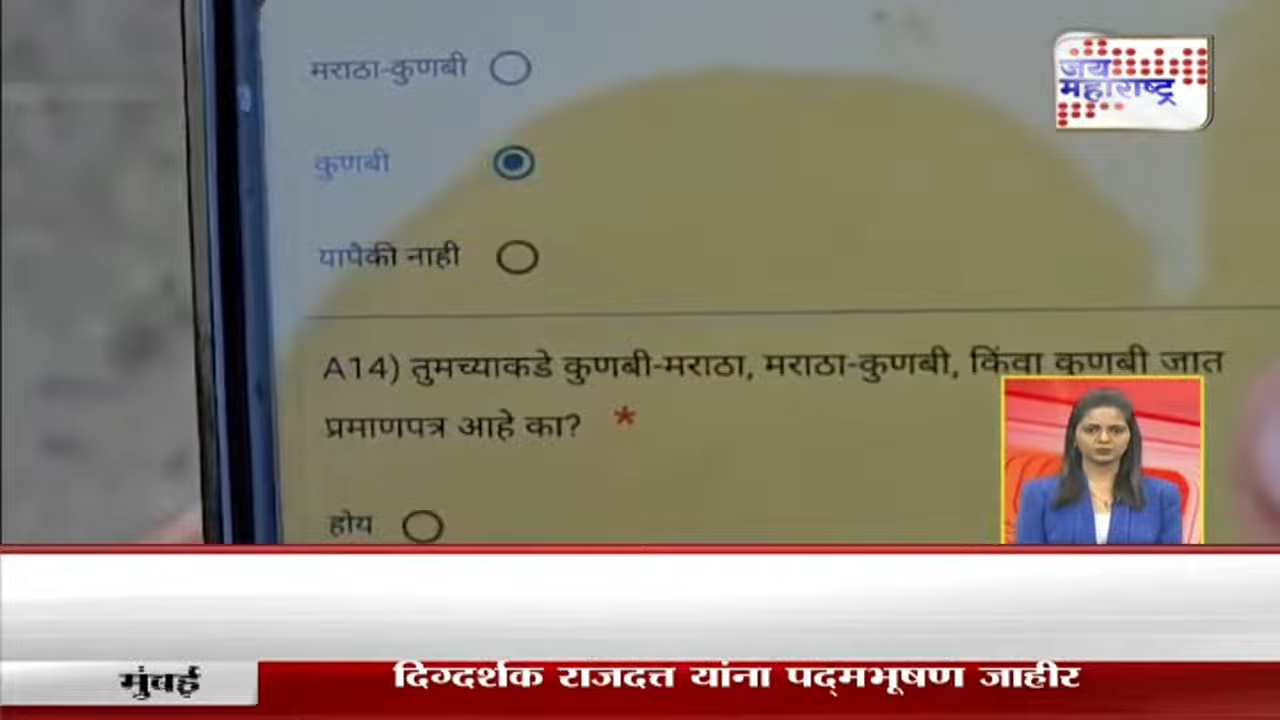 मराठा-कुणबी
जय
महाराष्ट्र
कुणबी
यापैकी नाही
A14) तुमच्याकडे कुणबी-मराठा, मराठा-कुणबी, किंवा कुणबी जात
प्रमाणपत्र आहे का? *
होय
मुंबई
दिग्दर्शक राजदत्त यांना पद्मभूषण जाहीर